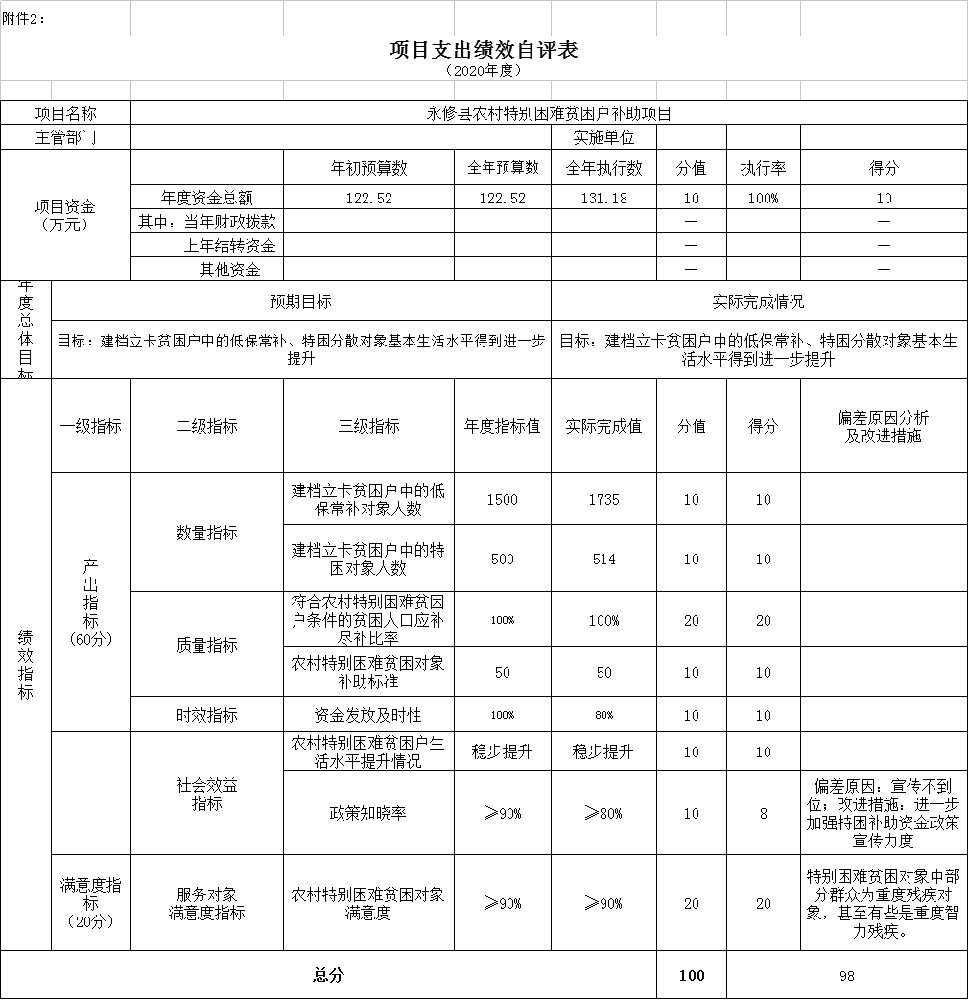 附件2：
项目支出绩效自评表
（2020年度）
项目名称 永修县农村特别困难贫困户补助项目
主管部门 实施单位
项目资金
（万元）
年初预算数 全年预算数 全年执行数 分值 执行率 得分
年度资金总额 122.52 122.52 131.18 10 100% 10
其中：当年财政拨款 — —
上年结转资金 — —
其他资金 — —
年度总体目标
预期目标 实际完成情况
目标：建档立卡贫困户中的低保常补、特困分散对象基本生活水平得到进一步
提升
目标：建档立卡贫困户中的低保常补、特困分散对象基本生
活水平得到进一步提升
绩效指标
一级指标 二级指标 三级指标 年度指标值 实际完成值 分值 得分 偏差原因分析
及改进措施
产出指标
（60分）
数量指标
建档立卡贫困户中的低
保常补对象人数 1500 1735 10 10
建档立卡贫困户中的特
困对象人数 500 514 10 10
质量指标
符合农村特别困难贫困
户条件的贫困人口应补
尽补比率 100% 100% 20 20
农村特别困难贫困对象
补助标准 50 50 10 10
时效指标 资金发放及时性 100% 80% 10 10
社会效益
指标
农村特别困难贫困户生
活水平提升情况 稳步提升 稳步提升 10 10
政策知晓率 ≥90% ≥80% 10 8
偏差原因：宣传不到
位；改进措施：进一步
加强特困补助资金政策
宣传力度
满意度指
标
（20分）
服务对象
满意度指标
农村特别困难贫困对象
满意度 ≥90% ≥90% 20 20
特别困难贫困对象中部
分群众为重度残疾对
象，甚至有些是重度智
力残疾。
总分 100 98